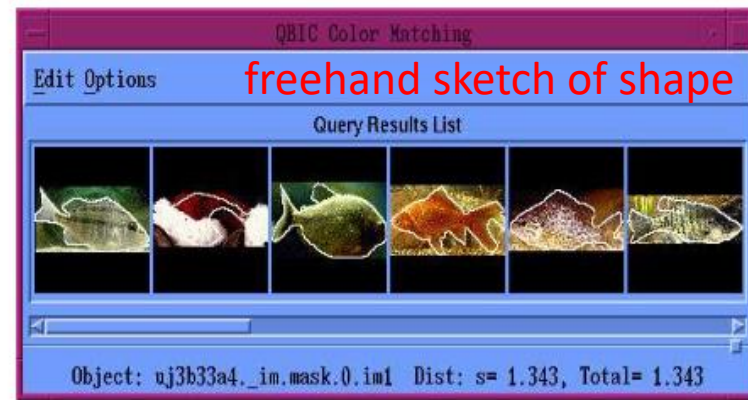 QBIC Color Matching
Edit Options
freehand sketch of shape
Query Results List
Object: uj3b33a4._im.mask.0.im1 Dist: s= 1.343, Total= 1.343